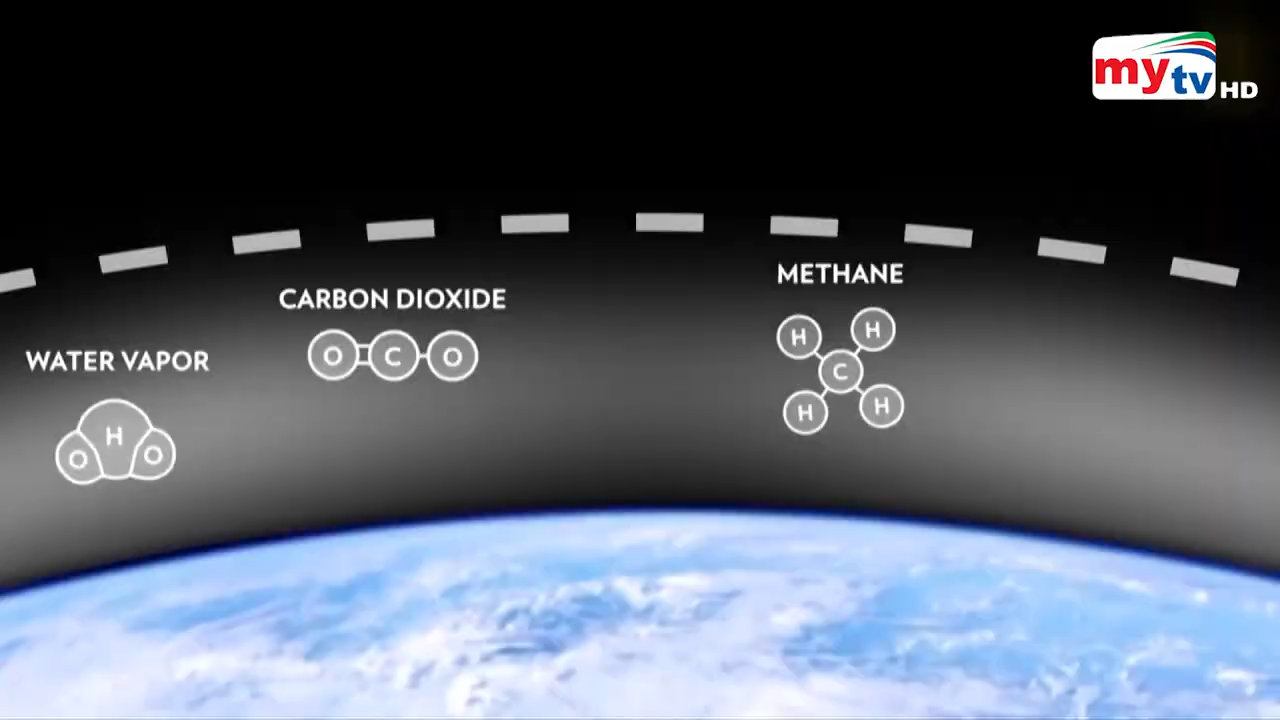 mytv HD
METHANE
CARBON DIOXIDE
WATER VAPOR
H H
O C O
C
H
H H
O O